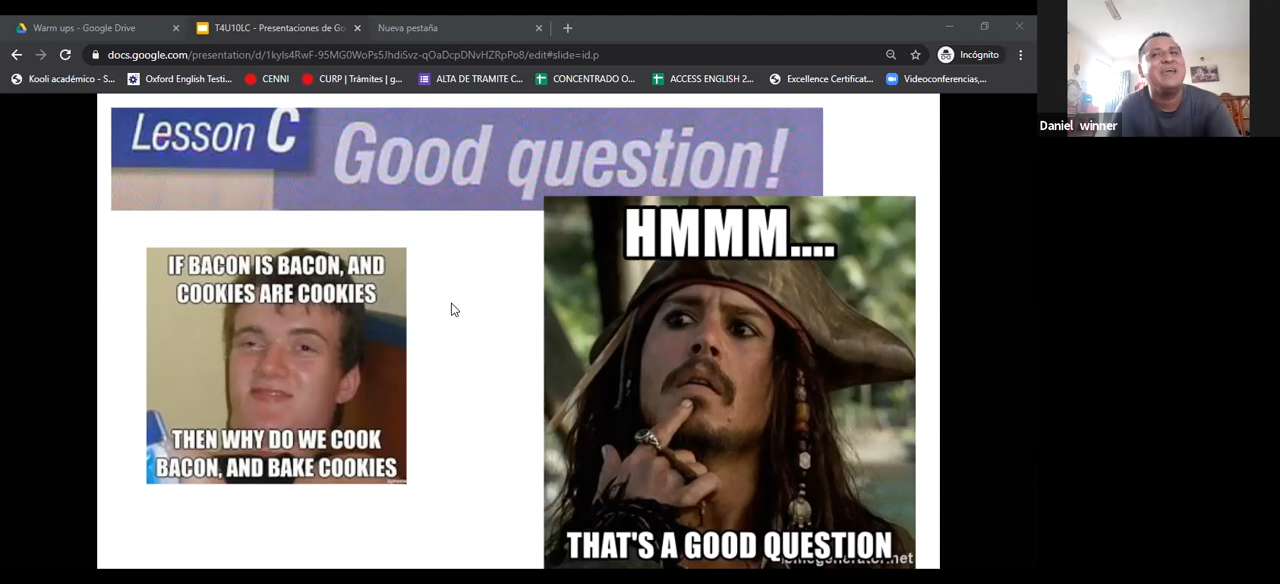 Warm ups - Google Drive
T4U10LC - Presentaciones de Go
Nueva pestaña
docs.google.com/presentation/d/1kyIs4RwF-95MG0WoPs5JhdiSvz-qOaDcpDNvHZRpPo8/edit#slide=id.p
Incógnito
Kooli académico - S...
Oxford English Testi...
CENNI
CURP | Trámites | g...
ALTA DE TRAMITE C...
CONCENTRADO O...
ACCESS ENGLISH 2...
Excellence Certificat...
Videoconferencias,...
Daniel winner
Lesson C
Good question!
IF BACON IS BACON, AND
COOKIES ARE COOKIES
THEN WHY DO WE COOK
BACON, AND BAKE COOKIES
HMMM....
THAT'S A GOOD QUESTION